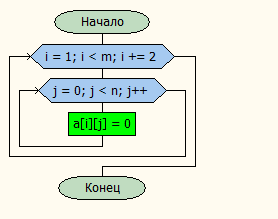 Начало
i = 1; i < m; i += 2
j = 0; j < n; j++
a[i][j] = 0
Конец